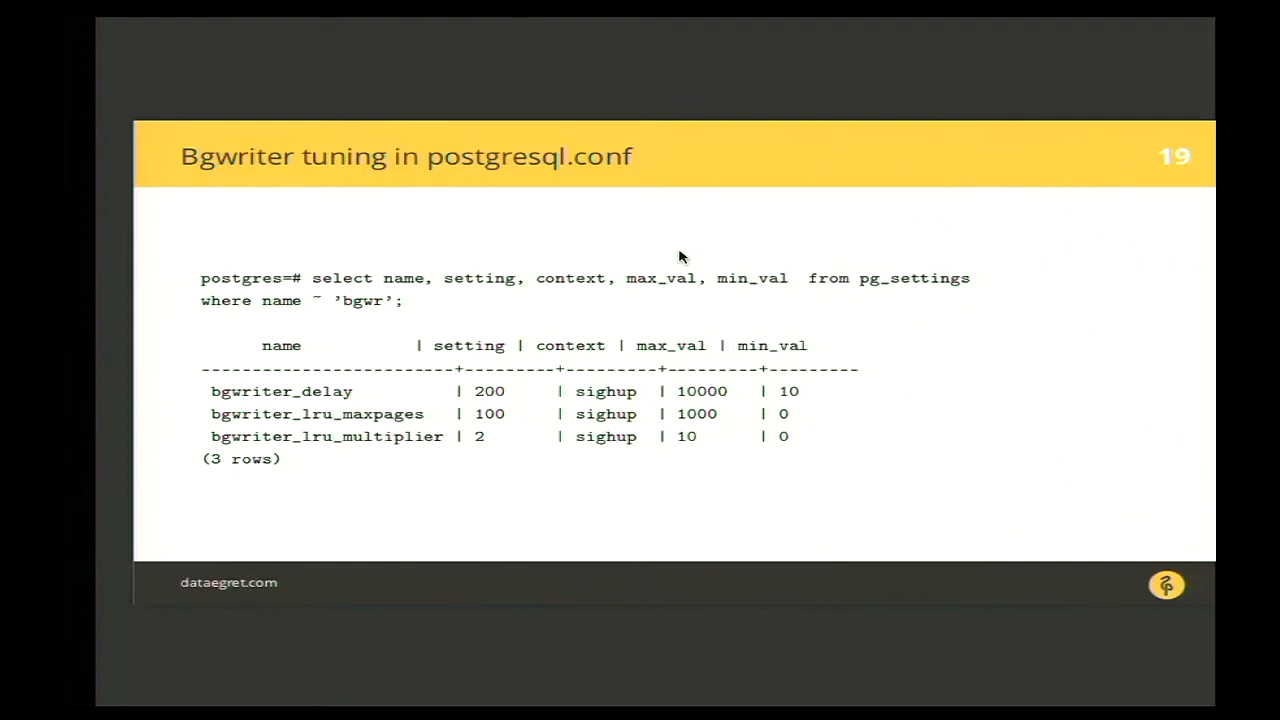 Bgwriter tuning in postgresql.conf
19
postgres=# select name, setting, context, max_val, min_val  from pg_settings
where name ~ ’bgwr’;
      name           | setting | context | max_val | min_val
-------------------------+---------+---------+---------+---------
 bgwriter_delay          | 200     | sighup  | 10000   | 10
 bgwriter_lru_maxpages   | 100     | sighup  | 1000    | 0
 bgwriter_lru_multiplier | 2       | sighup  | 10      | 0
(3 rows)
dataegret.com